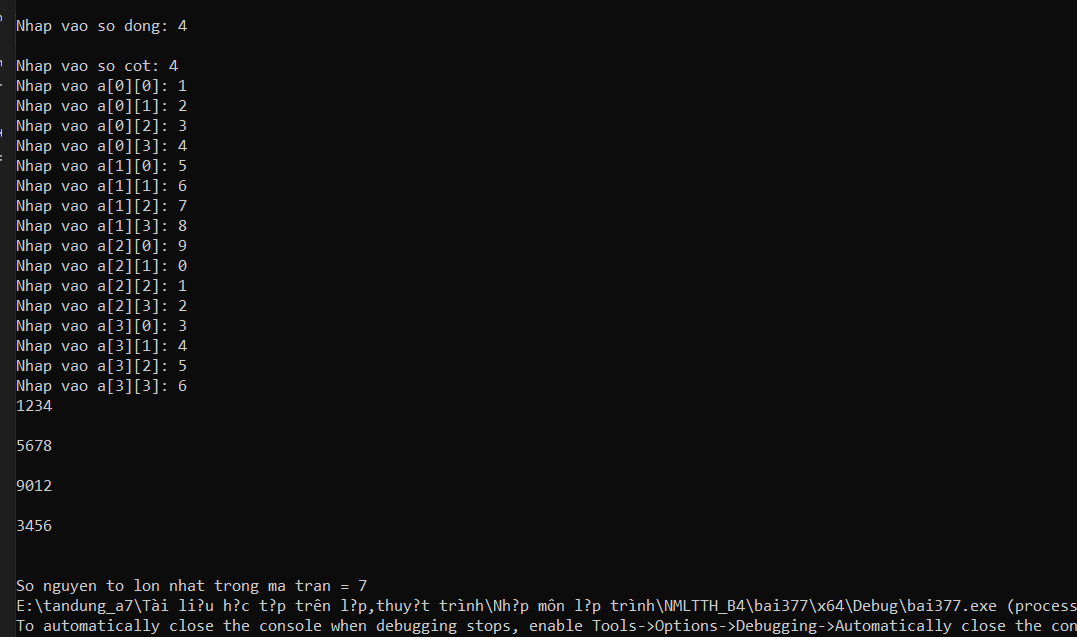 Nhap vao so dong: 4
Nhap vao so cot: 4
Nhap vao a[0][0]: 1
Nhap vao a[0][1]: 2
Nhap vao a[0][2]: 3
Nhap vao a[0][3]: 4
Nhap vao a[1][0]: 5
Nhap vao a[1][1]: 6
Nhap vao a[1][2]: 7
Nhap vao a[1][3]: 8
Nhap vao a[2][0]: 9
Nhap vao a[2][1]: 0
Nhap vao a[2][2]: 1
Nhap vao a[2][3]: 2
Nhap vao a[3][0]: 3
Nhap vao a[3][1]: 4
Nhap vao a[3][2]: 5
Nhap vao a[3][3]: 6
1234
5678
9012
3456
So nguyen to lon nhat trong ma tran = 7
E:\tandung_a7\Tài li?u h?c t?p trên l?p,thuy?t trình\Nh?p môn l?p trình\NMLTTH_B4\bai377\x64\Debug\bai377.exe (process
To automatically close the console when debugging stops, enable Tools->Options->Debugging->Automatically close the con